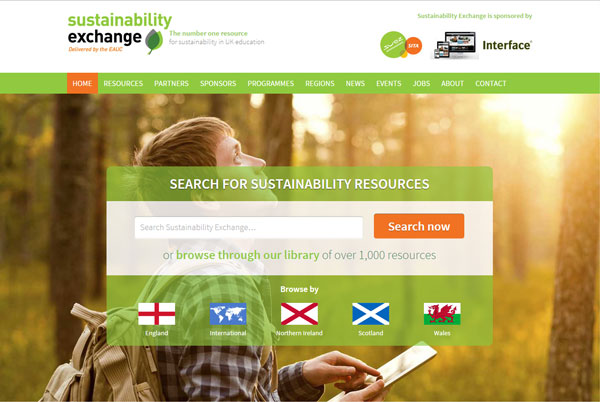 sustainability
exchange
Delivered by the EAUC
The number one resource
for sustainability in UK education
Sustainability Exchange is sponsored by
SITA
Interface
HOME RESOURCES PARTNERS SPONSORS PROGRAMMES REGIONS NEWS EVENTS JOBS ABOUT CONTACT
SEARCH FOR SUSTAINABILITY RESOURCES
Search Sustainability Exchange...
Search now
or browse through our library of over 1,000 resources
Browse by
England International Northern Ireland Scotland Wales